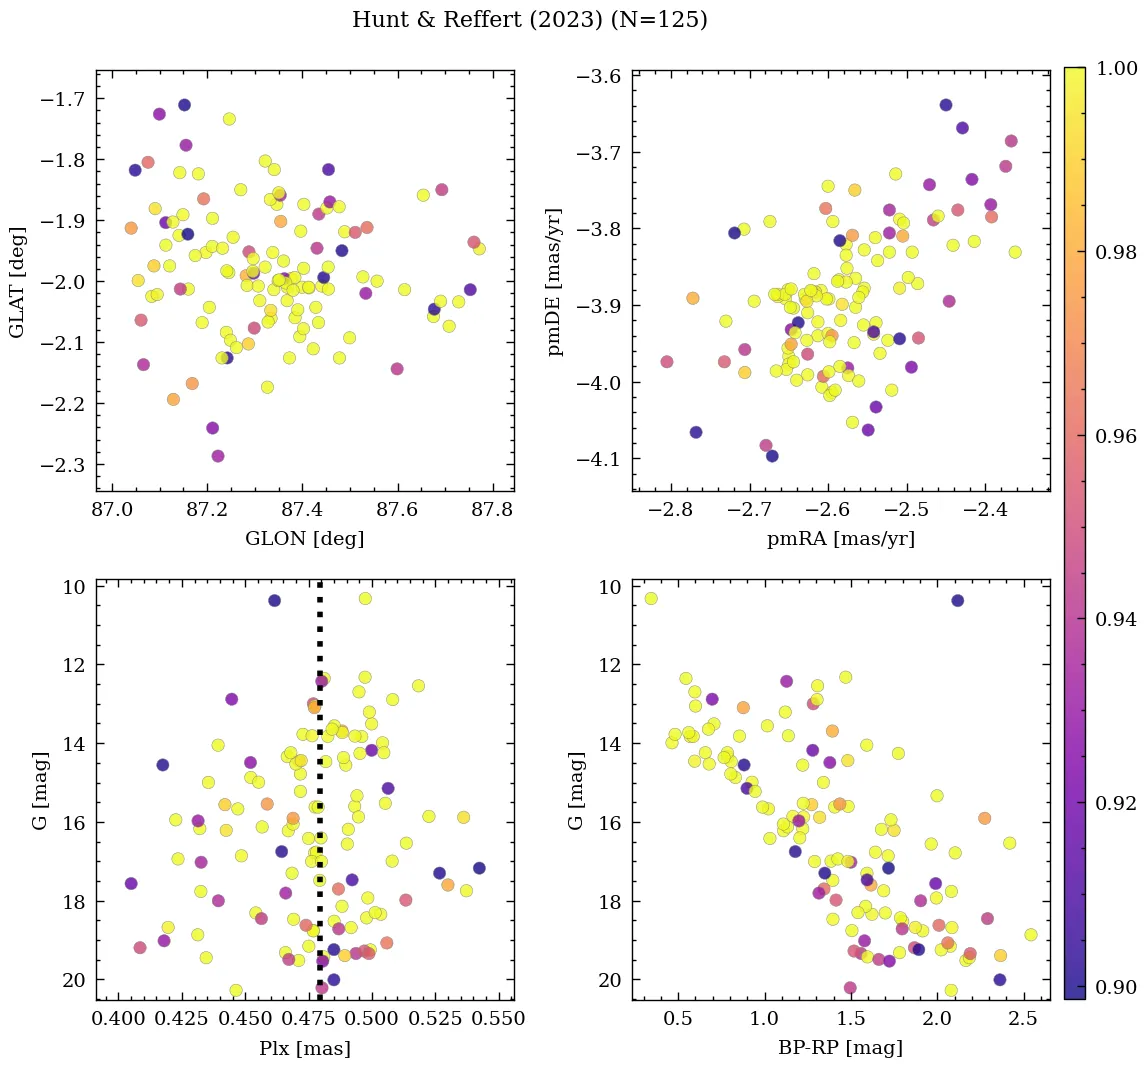 Hunt & Reffert (2023) (N=125)
−1.7
−1.8
−1.9
−2.0
−2.1
−2.2
−2.3
GLAT [deg]
87.0 87.2 87.4 87.6 87.8
GLON [deg]
−3.6
−3.7
−3.8
−3.9
−4.0
−4.1
pmDE [mas/yr]
−2.8 −2.7 −2.6 −2.5 −2.4
pmRA [mas/yr]
10
12
14
16
18
20
G [mag]
0.400 0.425 0.450 0.475 0.500 0.525 0.550
Plx [mas]
10
12
14
16
18
20
G [mag]
0.5 1.0 1.5 2.0 2.5
BP-RP [mag]
1.00
0.98
0.96
0.94
0.92
0.90